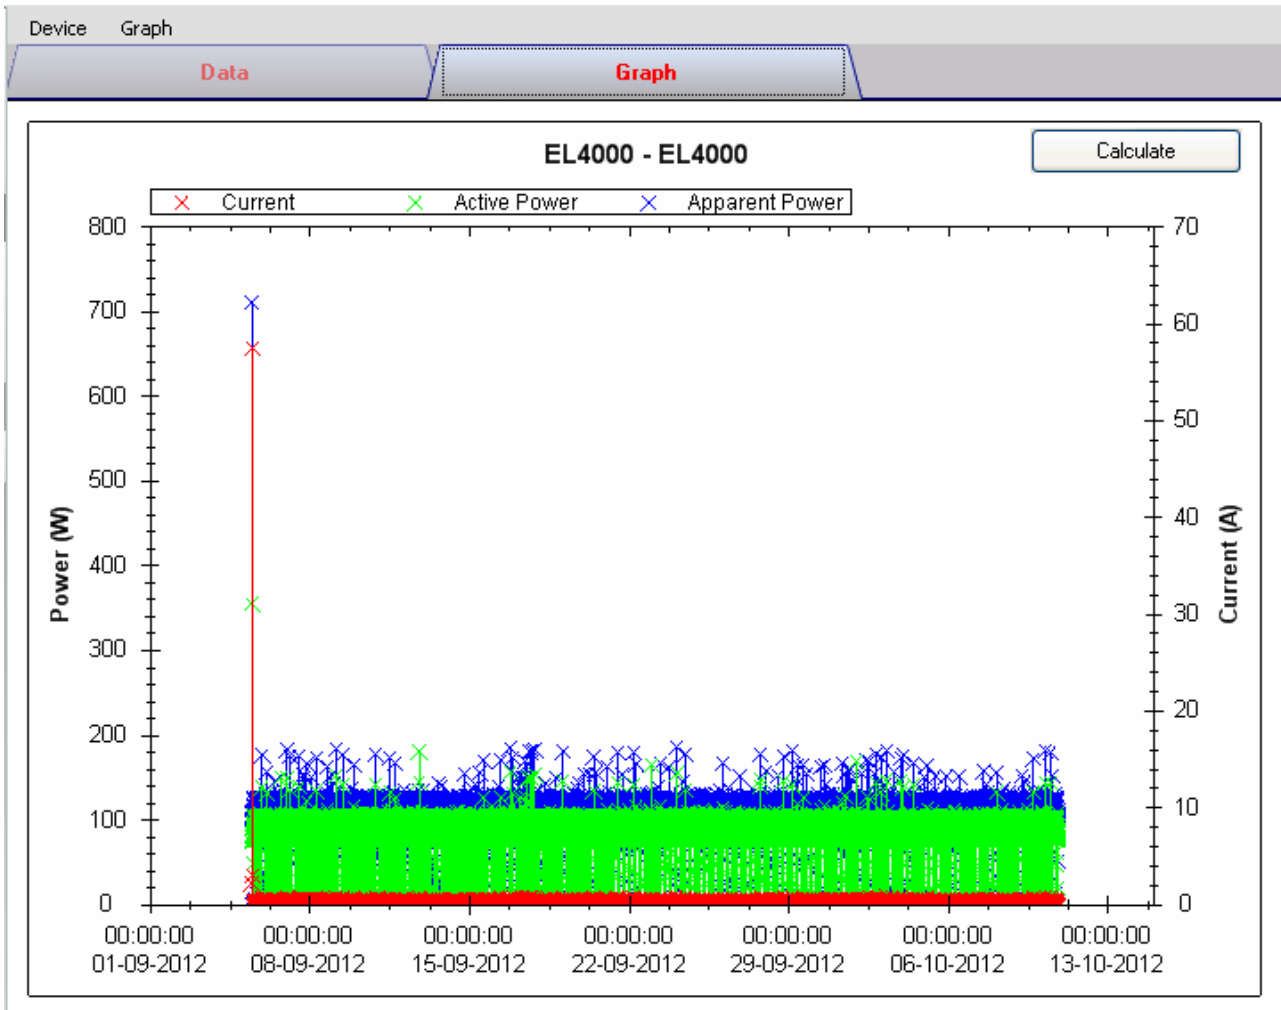 Device Graph
Data Graph
EL4000 - EL4000 Calculate
Current Active Power Apparent Power
800 70
700
60
600
50
500
40
400
30
300
20
200
10
100
0 0
Power (W)
Current (A)
00:00:00 00:00:00 00:00:00 00:00:00 00:00:00 00:00:00 00:00:00
01-09-2012 08-09-2012 15-09-2012 22-09-2012 29-09-2012 06-10-2012 13-10-2012